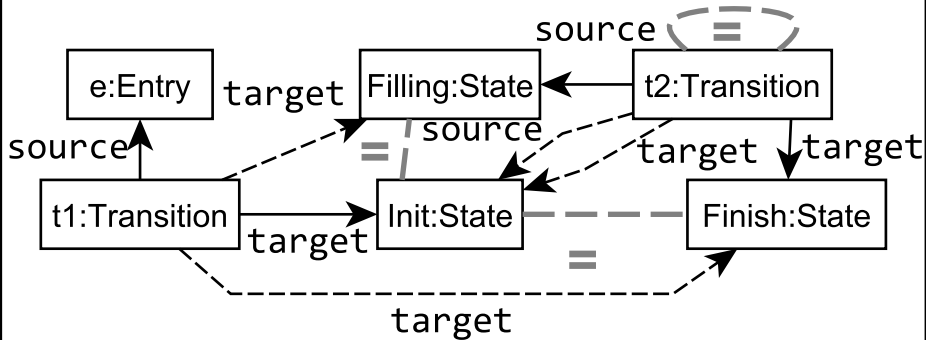 source
=
e:Entry
target
Filling:State
t2:Transition
source
source
=
target
target
t1:Transition
target
Init:State
Finish:State
=
target